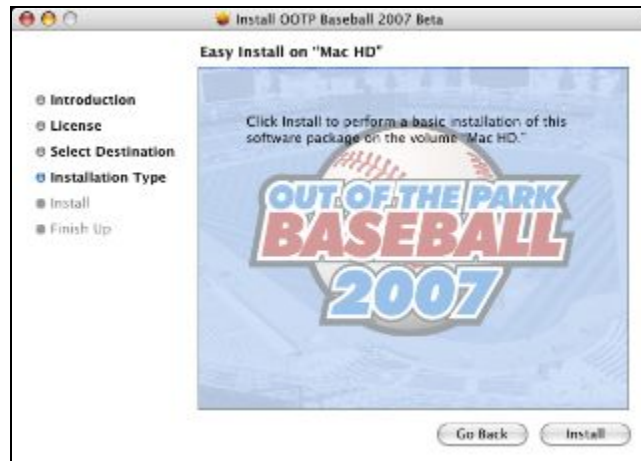 Install OOTP Baseball 2007 Beta
Easy Install on "Mac HD"
Introduction
License
Select Destination
Installation Type
Install
Finish Up
Click Install to perform a basic installation of this
software package on the volume "Mac HD."
OUT OF THE PARK
BASEBALL
2007
Go Back
Install